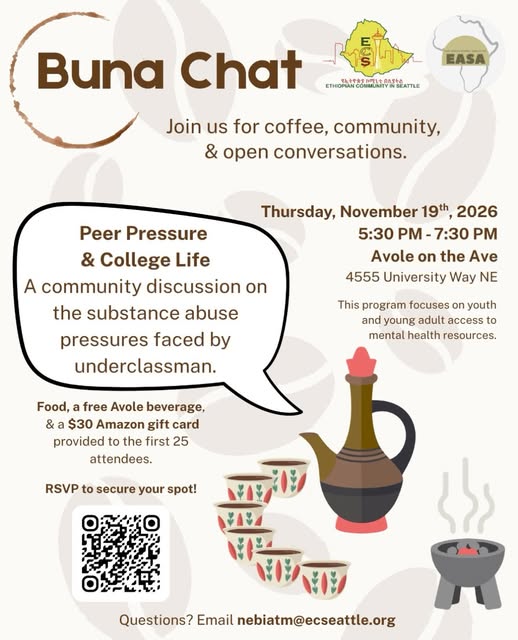 Buna Chat
ECS
ETHIOPIAN COMMUNITY IN SEATTLE
EASA
Join us for coffee, community,
& open conversations.
Thursday, November 19th, 2026
5:30 PM - 7:30 PM
Avole on the Ave
4555 University Way NE
This program focuses on youth
and young adult access to
mental health resources.
Peer Pressure
& College Life
A community discussion on
the substance abuse
pressures faced by
underclassman.
Food, a free Avole beverage,
& a $30 Amazon gift card
provided to the first 25
attendees.
RSVP to secure your spot!
Questions? Email nebiatm@ecseattle.org